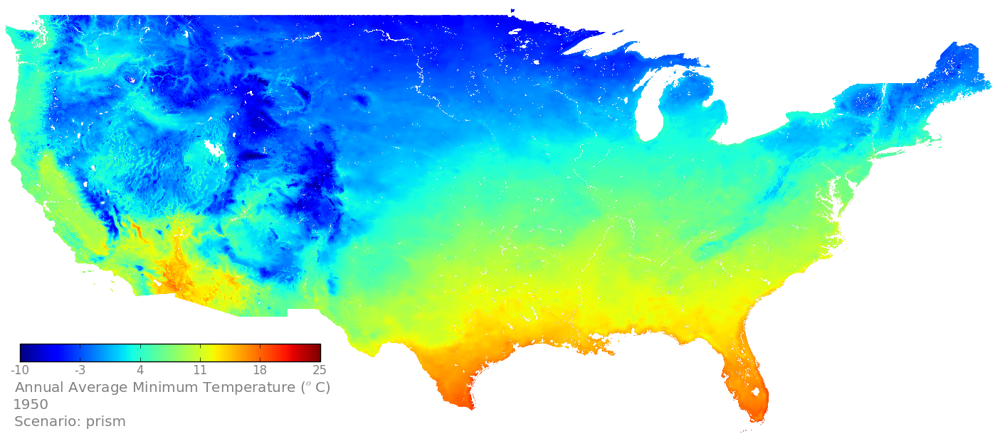 -10 -3 4 11 18 25
Annual Average Minimum Temperature (° C)
1950
Scenario: prism